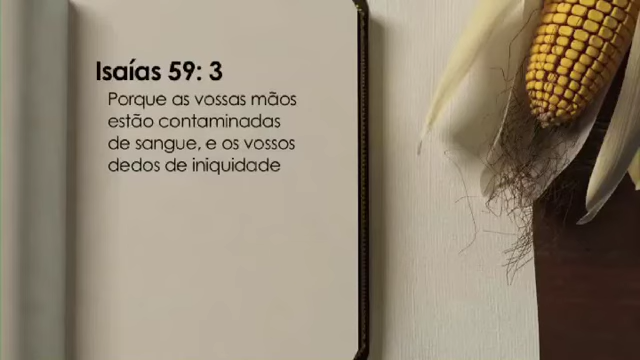 Isaías 59: 3
Porque as vossas mãos
estão contaminadas
de sangue, e os vossos
dedos de iniquidade